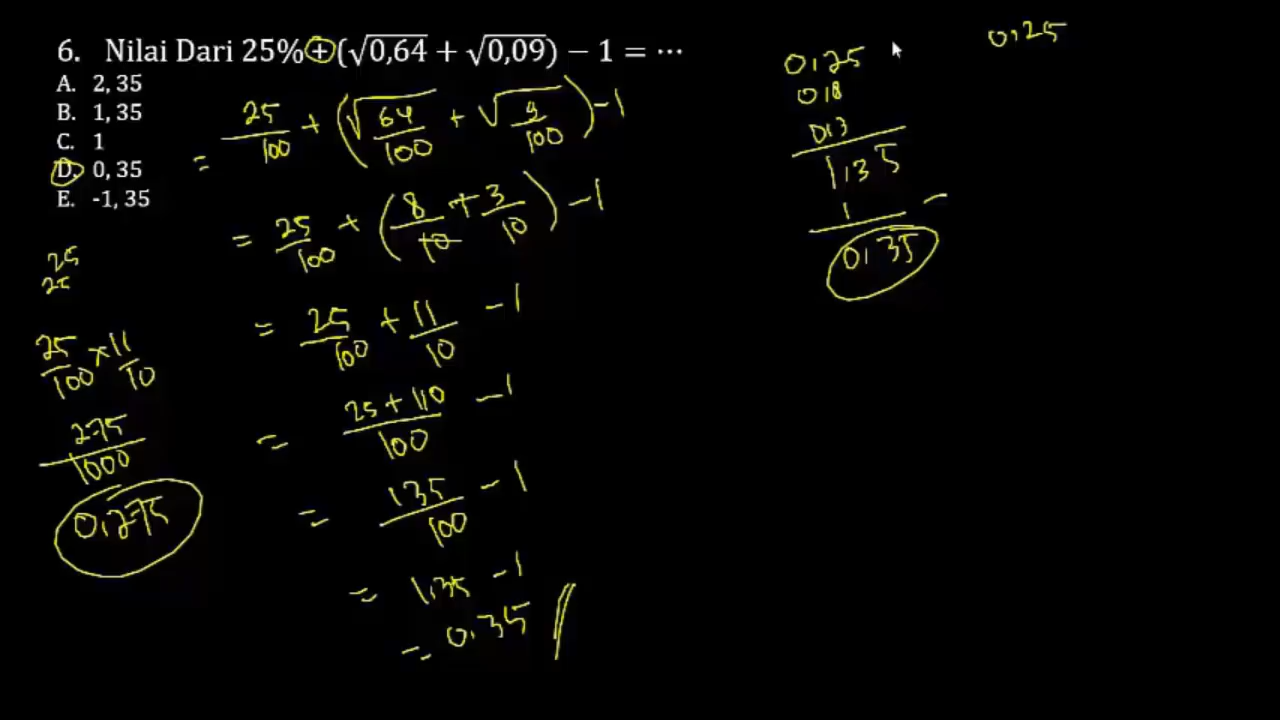 6. Nilai Dari 25% + (√0,64 + √0,09) − 1 = ⋯
A. 2, 35
B. 1, 35
C. 1
D. 0, 35
E. -1, 35
= 25/100 + (√64/100 + √9/100) - 1
= 25/100 + (8/10 + 3/10) - 1
= 25/100 + 11/10 - 1
= 25 + 110/100 - 1
= 135/100 - 1
= 1,35 - 1
= 0,35
25
25
25/100 × 11/10
275/1000
0,275
0,25
0,8
0,3
1,35
1 -
0,35
0,25